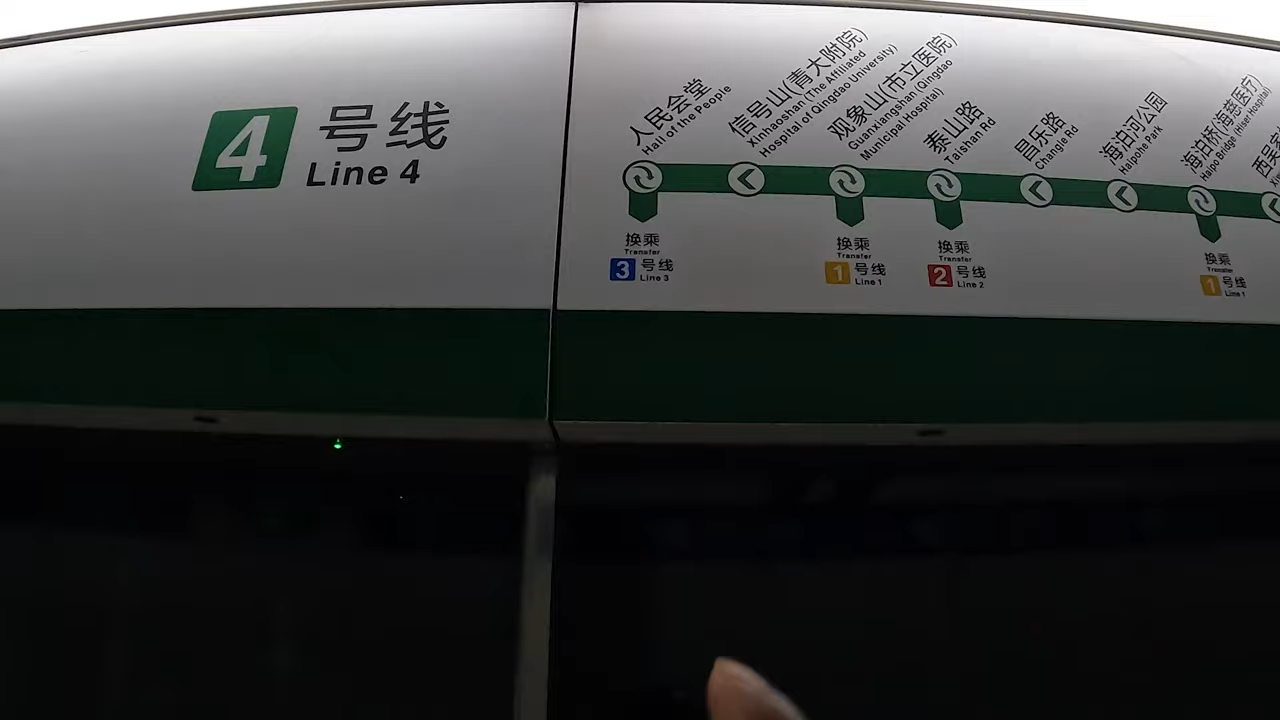 4 号线
Line 4
人民会堂
Hall of the People
信号山(青大附院)
Xinhaoshan (The Affiliated
Hospital of Qingdao University)
观象山(市立医院)
Guanxiangshan (Qingdao
Municipal Hospital)
泰山路
Taishan Rd
昌乐路
Changle Rd
海泊河公园
Haipohe Park
海泊桥(海慈医疗)
Haipo Bridge (Hiser Hospital)
换乘
Transfer
3 号线
Line 3
换乘
Transfer
1 号线
Line 1
换乘
Transfer
2 号线
Line 2
换乘
Transfer
1 号线
Line 1